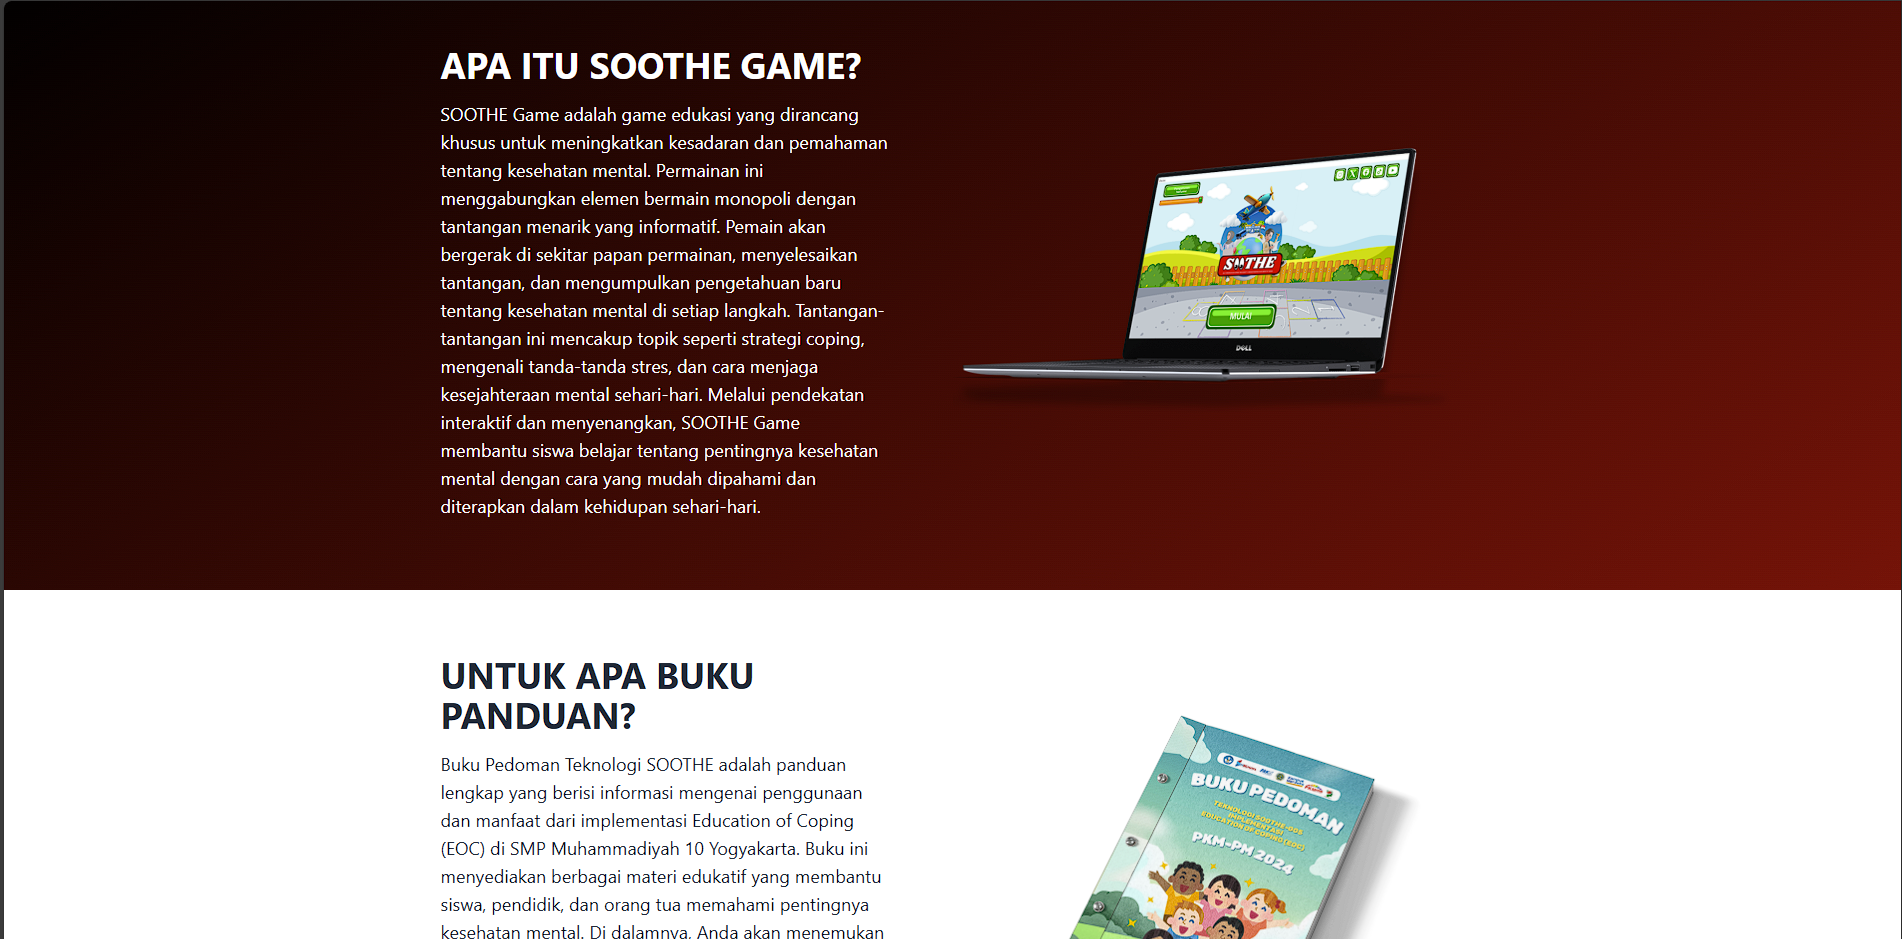 APA ITU SOOTHE GAME?
SOOTHE Game adalah game edukasi yang dirancang
khusus untuk meningkatkan kesadaran dan pemahaman
tentang kesehatan mental. Permainan ini
menggabungkan elemen bermain monopoli dengan
tantangan menarik yang informatif. Pemain akan
bergerak di sekitar papan permainan, menyelesaikan
tantangan, dan mengumpulkan pengetahuan baru
tentang kesehatan mental di setiap langkah. Tantangan-
tantangan ini mencakup topik seperti strategi coping,
mengenali tanda-tanda stres, dan cara menjaga
kesejahteraan mental sehari-hari. Melalui pendekatan
interaktif dan menyenangkan, SOOTHE Game
membantu siswa belajar tentang pentingnya kesehatan
mental dengan cara yang mudah dipahami dan
diterapkan dalam kehidupan sehari-hari.
SOOTHE
MULAI
DELL
UNTUK APA BUKU
PANDUAN?
Buku Pedoman Teknologi SOOTHE adalah panduan
lengkap yang berisi informasi mengenai penggunaan
dan manfaat dari implementasi Education of Coping
(EOC) di SMP Muhammadiyah 10 Yogyakarta. Buku ini
menyediakan berbagai materi edukatif yang membantu
siswa, pendidik, dan orang tua memahami pentingnya
kesehatan mental. Di dalamnya, Anda akan menemukan
BUKU PEDOMAN
TEKNOLOGI SOOTHE-
IMPLEMENTASI
EDUCATION OF COPING (EOC)
PKM-PM 2024